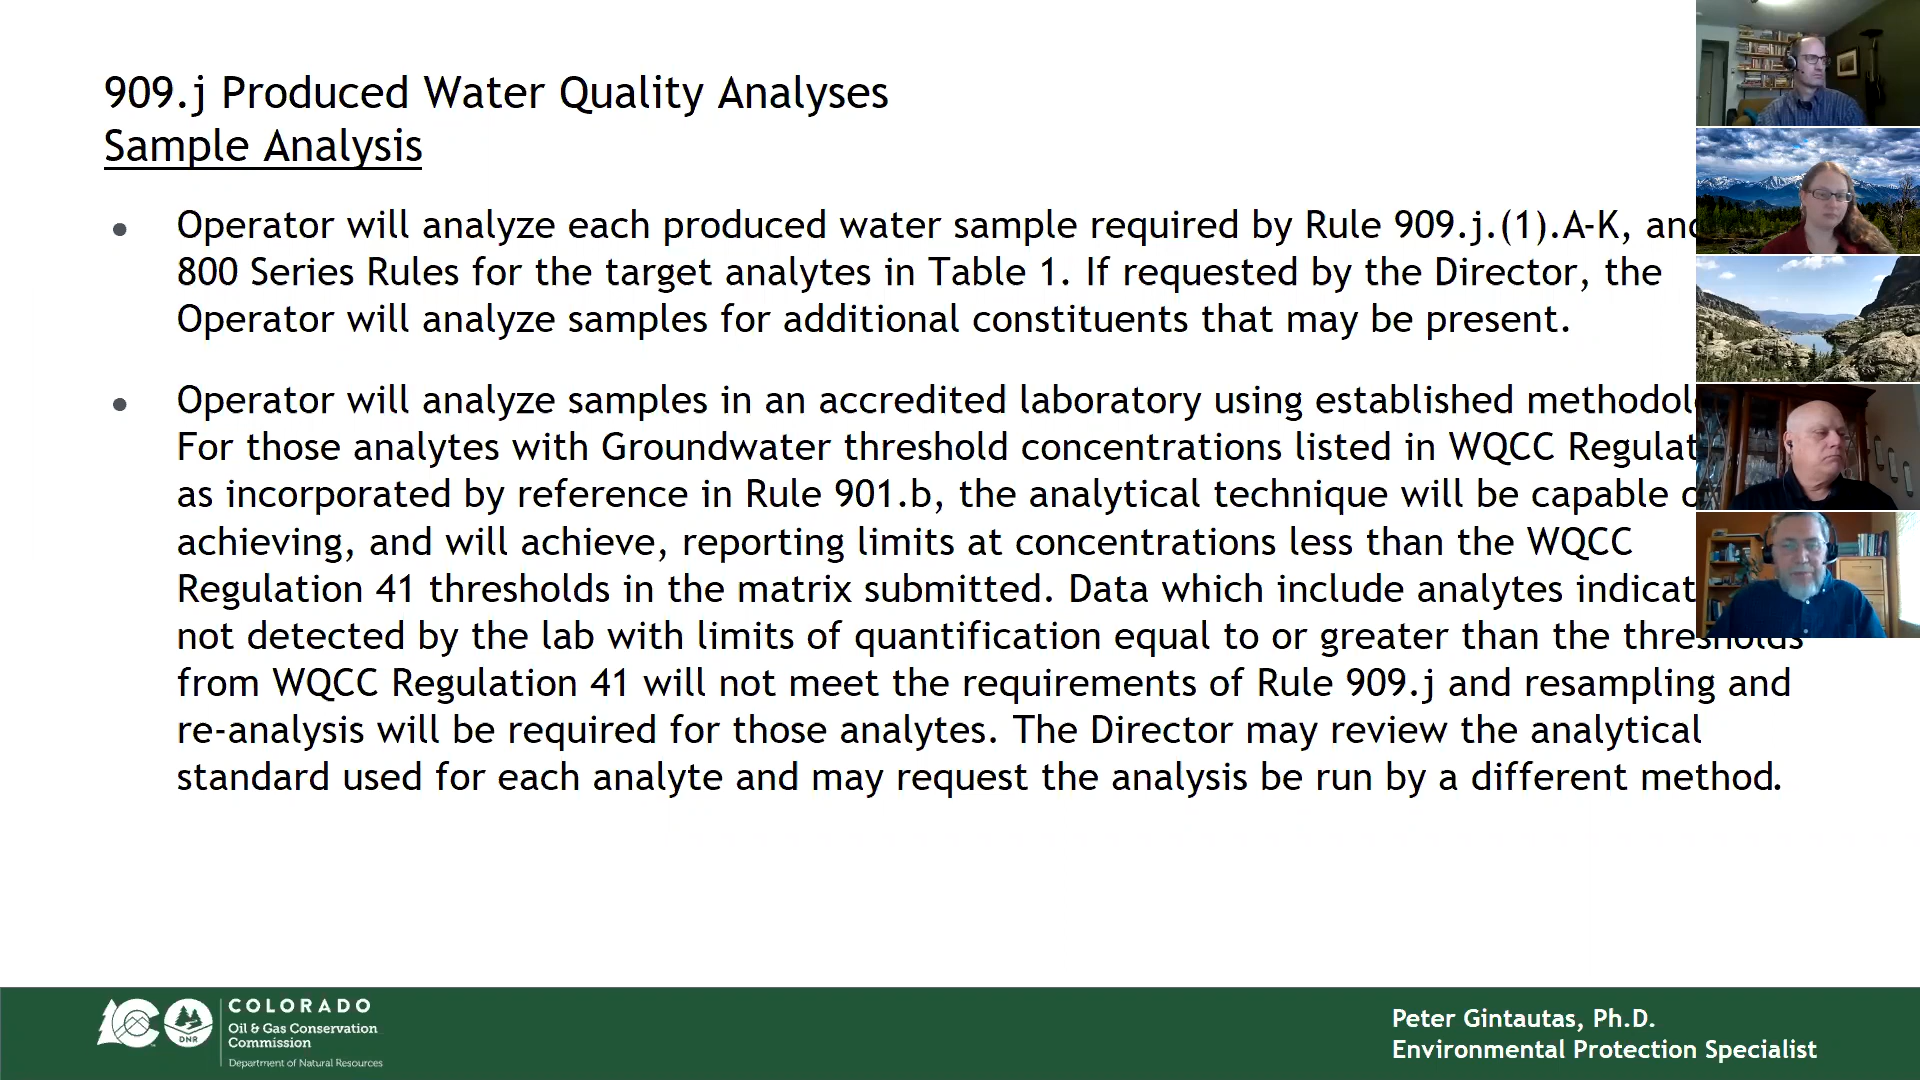 909.j Produced Water Quality Analyses
Sample Analysis
• Operator will analyze each produced water sample required by Rule 909.j.(1).A-K, and
800 Series Rules for the target analytes in Table 1. If requested by the Director, the
Operator will analyze samples for additional constituents that may be present.
• Operator will analyze samples in an accredited laboratory using established
For those analytes with Groundwater threshold concentrations listed in WQCC
as incorporated by reference in Rule 901.b, the analytical technique will be capable
achieving, and will achieve, reporting limits at concentrations less than the WQCC
Regulation 41 thresholds in the matrix submitted. Data which include analytes
not detected by the lab with limits of quantification equal to or greater than the thresholds
from WQCC Regulation 41 will not meet the requirements of Rule 909.j and resampling and
re-analysis will be required for those analytes. The Director may review the analytical
standard used for each analyte and may request the analysis be run by a different method.
COLORADO
Oil & Gas Conservation
Commission
Department of Natural Resources
DNR
Peter Gintautas, Ph.D.
Environmental Protection Specialist